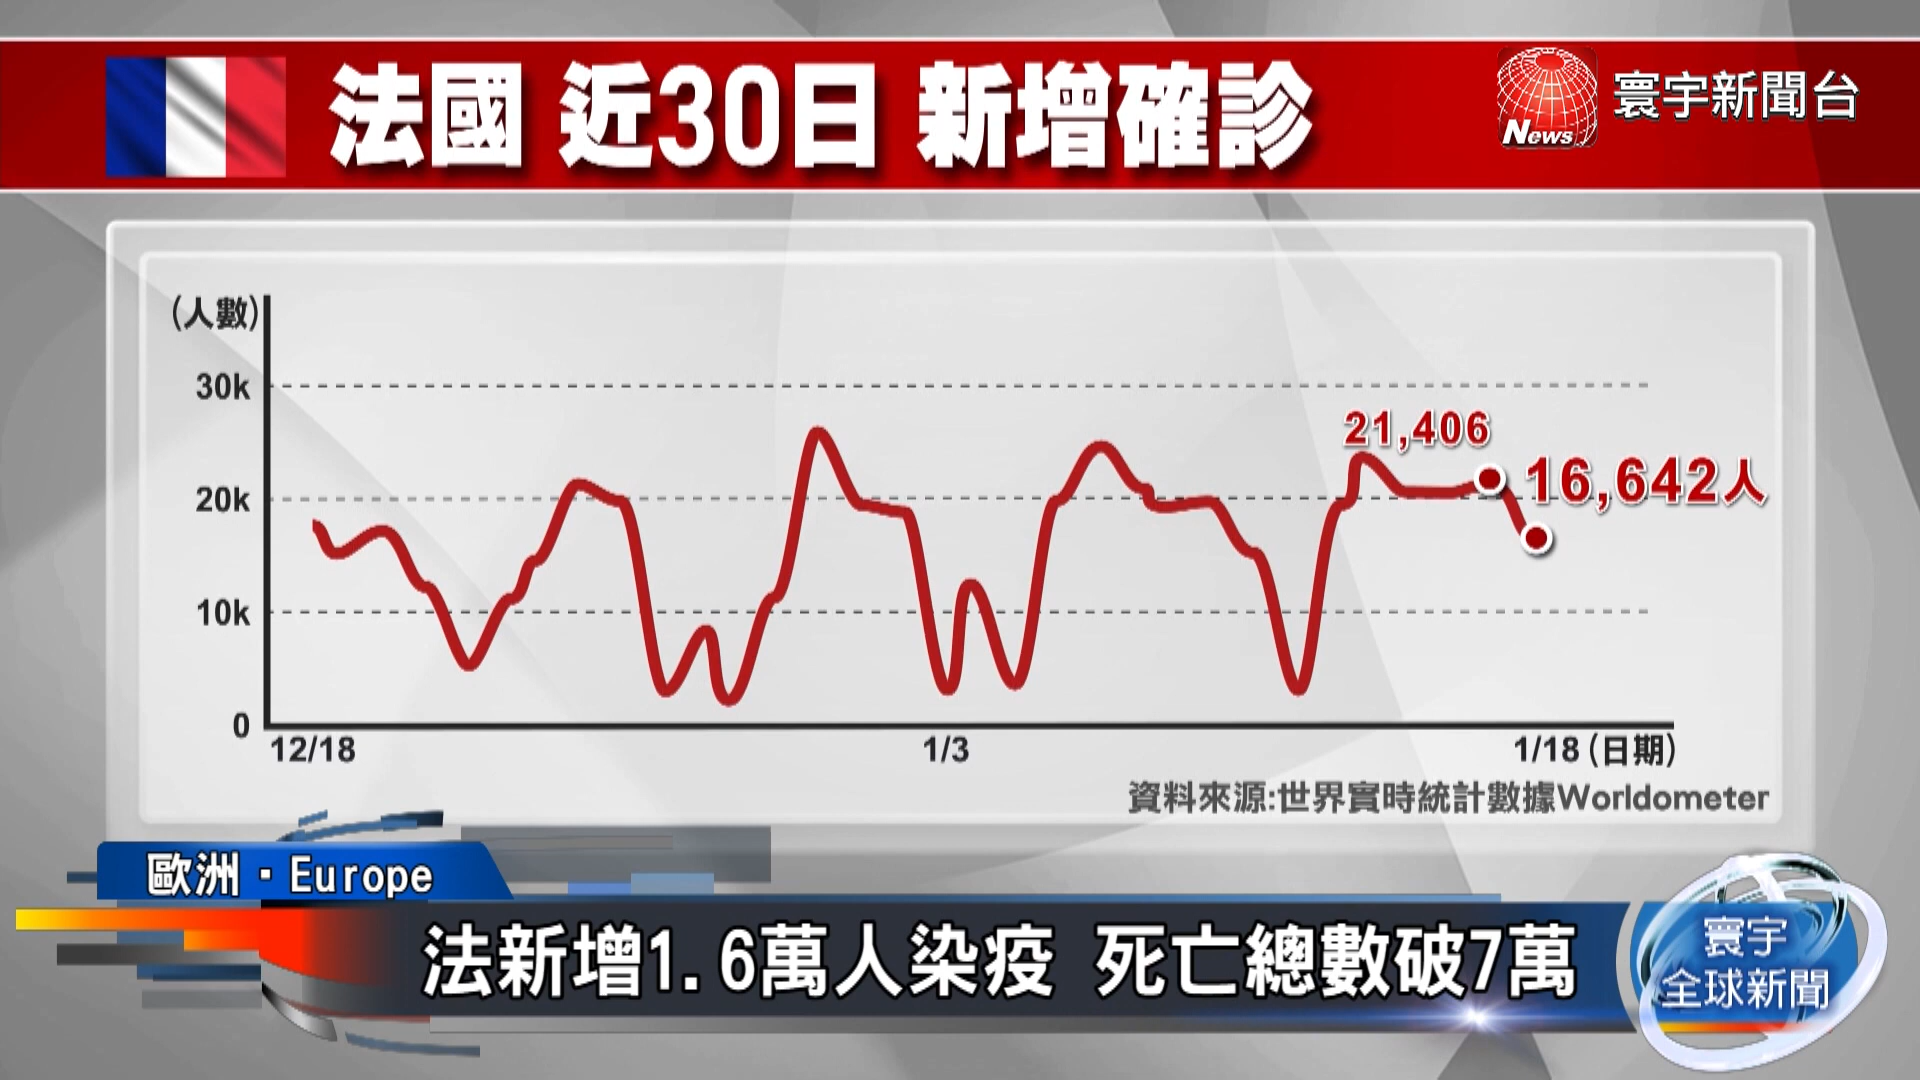 法國 近30日 新增確診
News
寰宇新聞台
(人數)
30k
20k
10k
0
21,406
16,642人
12/18
1/3
1/18 (日期)
資料來源:世界實時統計數據Worldometer
歐洲·Europe
法新增1.6萬人染疫 死亡總數破7萬
寰宇
全球新聞